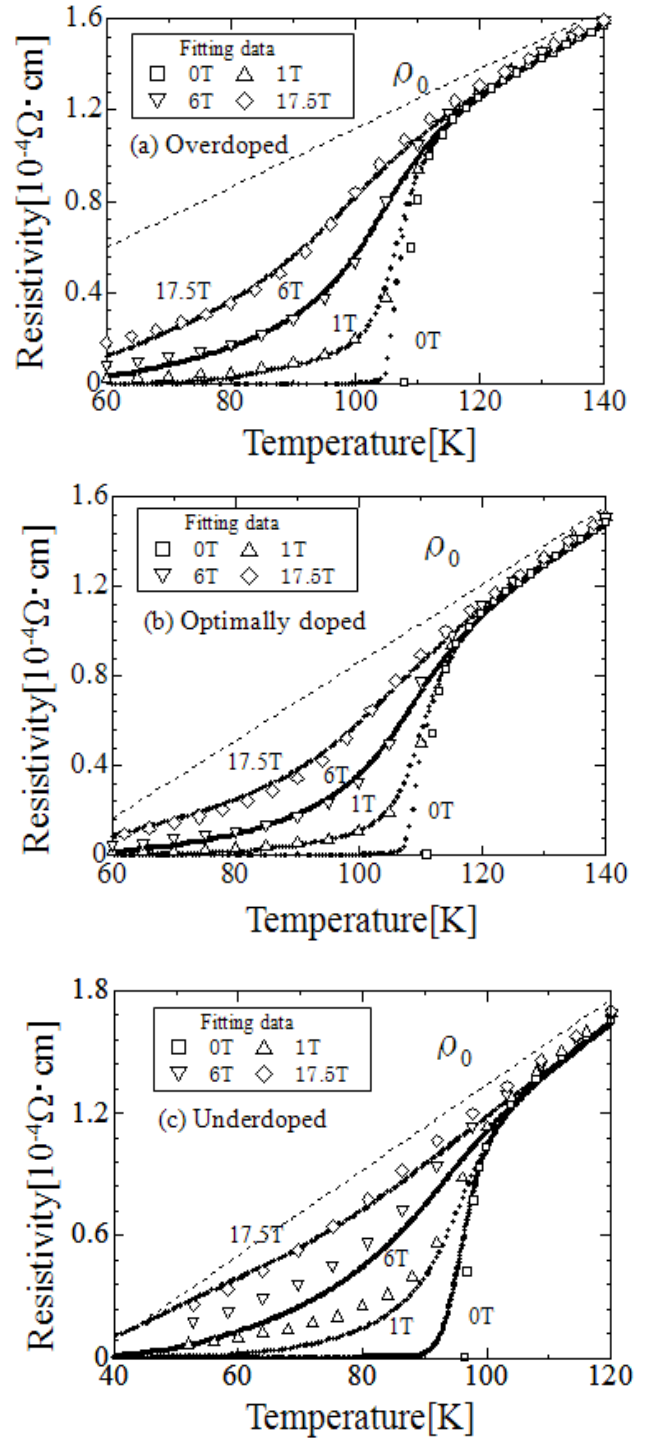 1.6
1.2
0.8
0.4
0
Resistivity[10⁻⁴Ω·cm]
Fitting data
□ 0T △ 1T
▽ 6T ◇ 17.5T
ρ₀
(a) Overdoped
17.5T
6T
1T
0T
60 80 100 120 140
Temperature[K]
1.6
1.2
0.8
0.4
0
Resistivity[10⁻⁴Ω·cm]
Fitting data
□ 0T △ 1T
▽ 6T ◇ 17.5T
ρ₀
(b) Optimally doped
17.5T
6T
1T
0T
60 80 100 120 140
Temperature[K]
1.8
1.2
0.6
0
Resistivity[10⁻⁴Ω·cm]
Fitting data
□ 0T △ 1T
▽ 6T ◇ 17.5T
ρ₀
(c) Underdoped
17.5T
6T
1T
0T
40 60 80 100 120
Temperature[K]